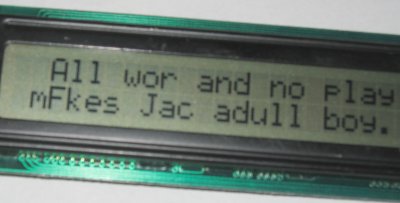 All wor and no play
mFkes Jac adull boy.